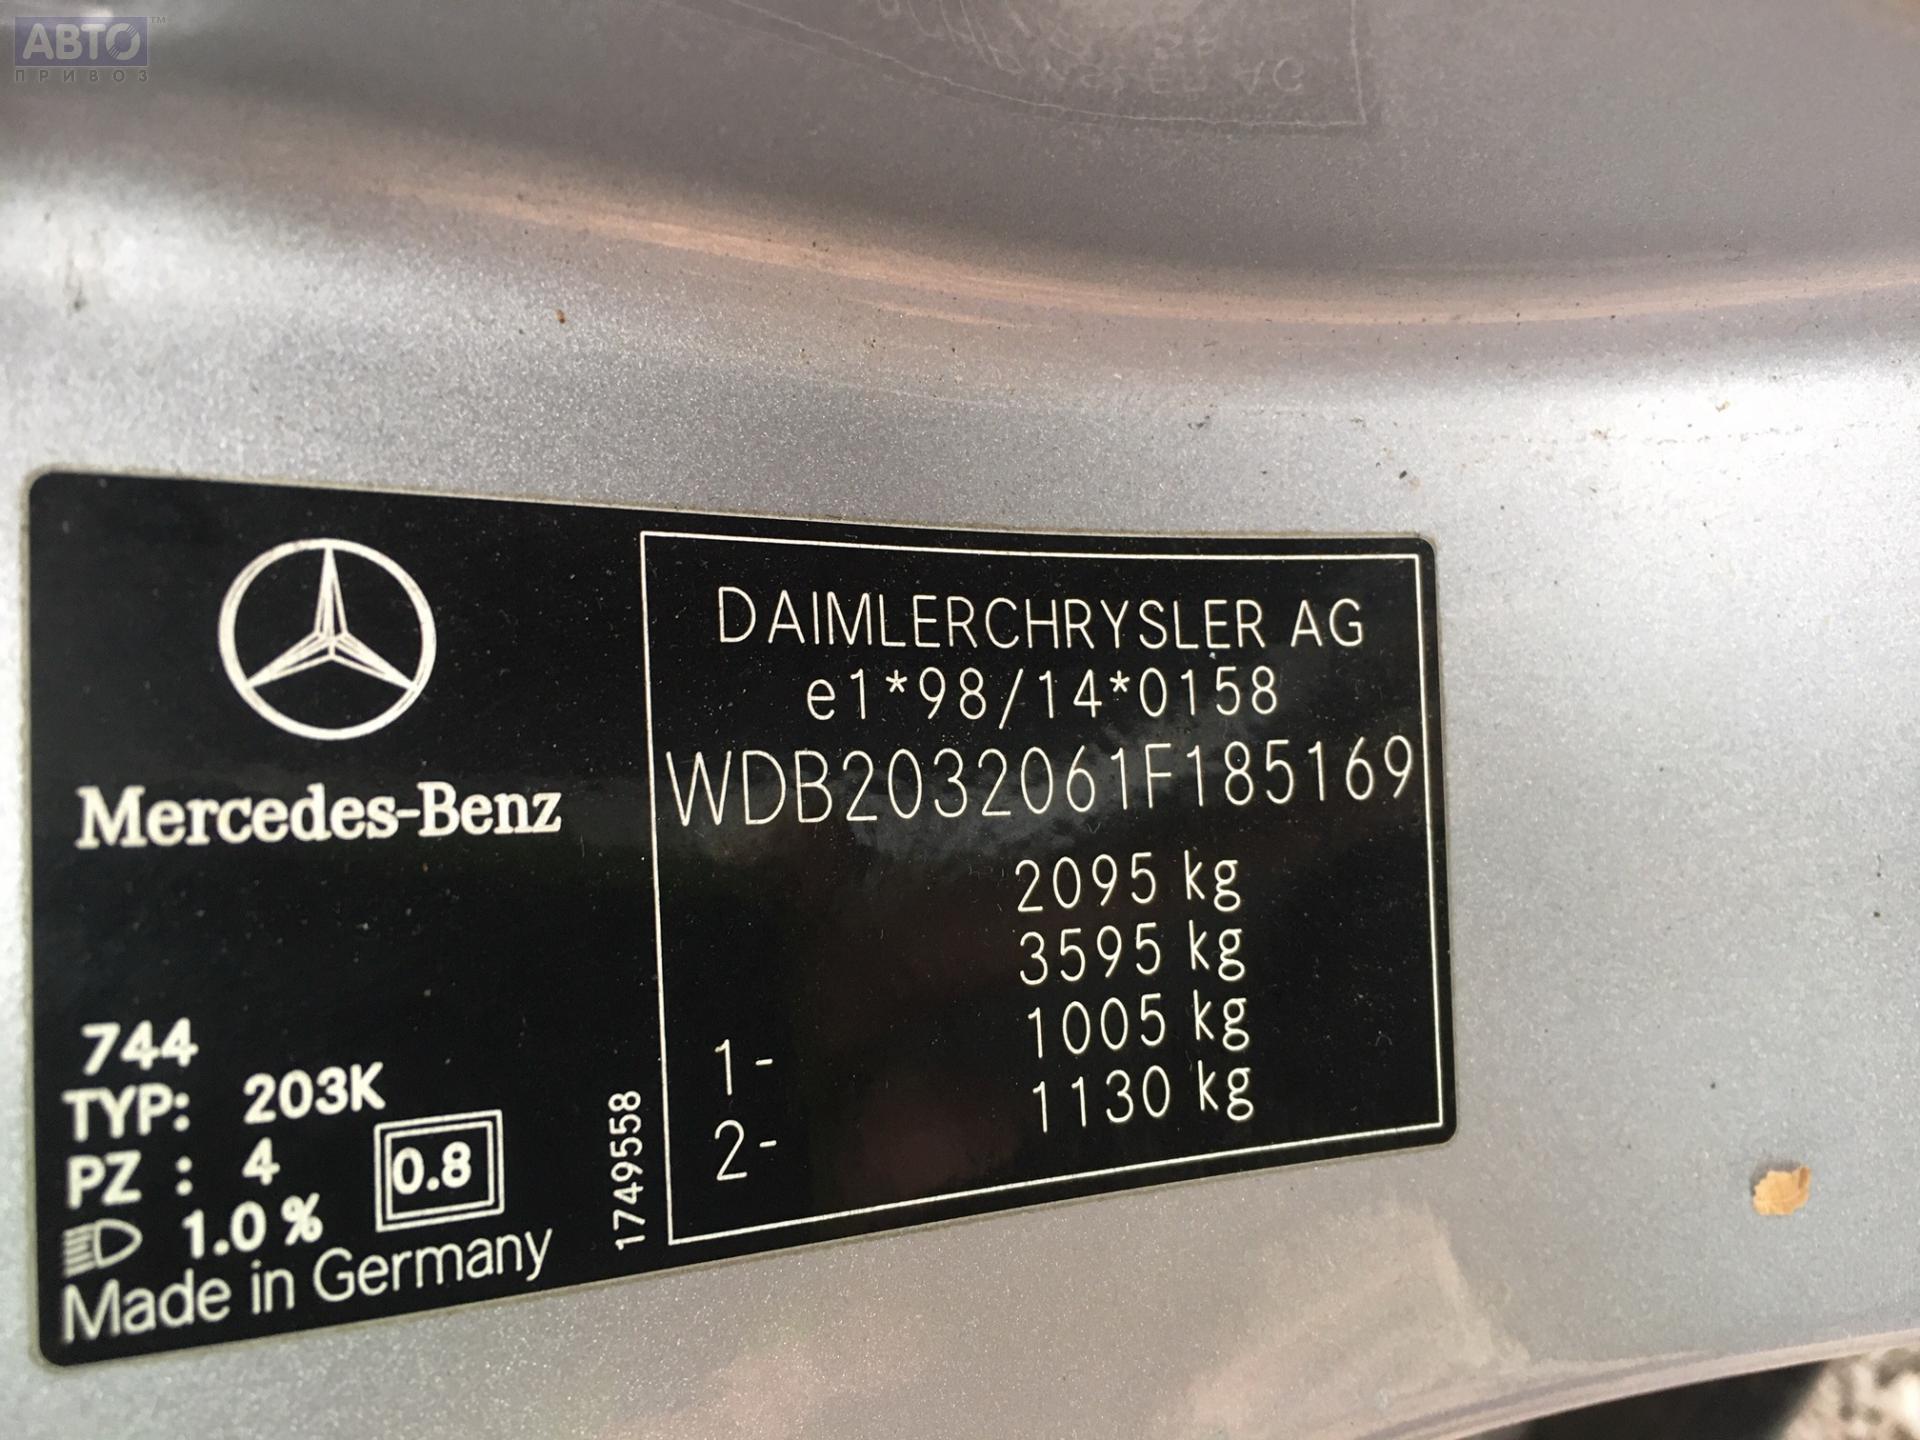 АВТО™
ПРИВОЗ
Mercedes-Benz
744
TYP: 203K
PZ : 4
0.8
1.0 %
Made in Germany
1749558
DAIMLERCHRYSLER AG
e1*98/14*0158
WDB2032061F185169
2095 kg
3595 kg
1- 1005 kg
2- 1130 kg